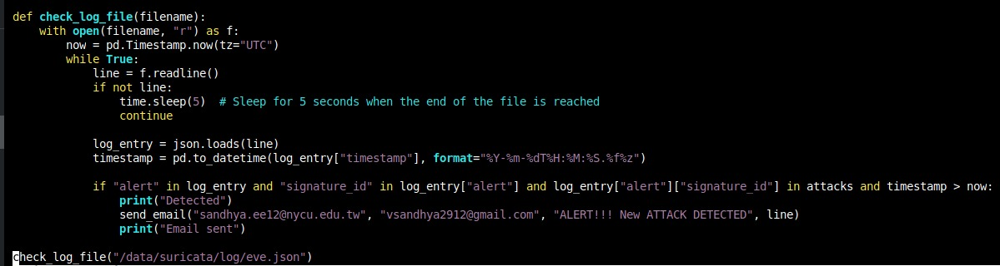 def check_log_file(filename):
    with open(filename, "r") as f:
        now = pd.Timestamp.now(tz="UTC")
        while True:
            line = f.readline()
            if not line:
                time.sleep(5)  # Sleep for 5 seconds when the end of the file is reached
                continue

            log_entry = json.loads(line)
            timestamp = pd.to_datetime(log_entry["timestamp"], format="%Y-%m-%dT%H:%M:%S.%f%z")

            if "alert" in log_entry and "signature_id" in log_entry["alert"] and log_entry["alert"]["signature_id"] in attacks and timestamp > now:
                print("Detected")
                send_email("sandhya.ee12@nycu.edu.tw", "vsandhya2912@gmail.com", "ALERT!!! New ATTACK DETECTED", line)
                print("Email sent")

check_log_file("/data/suricata/log/eve.json")